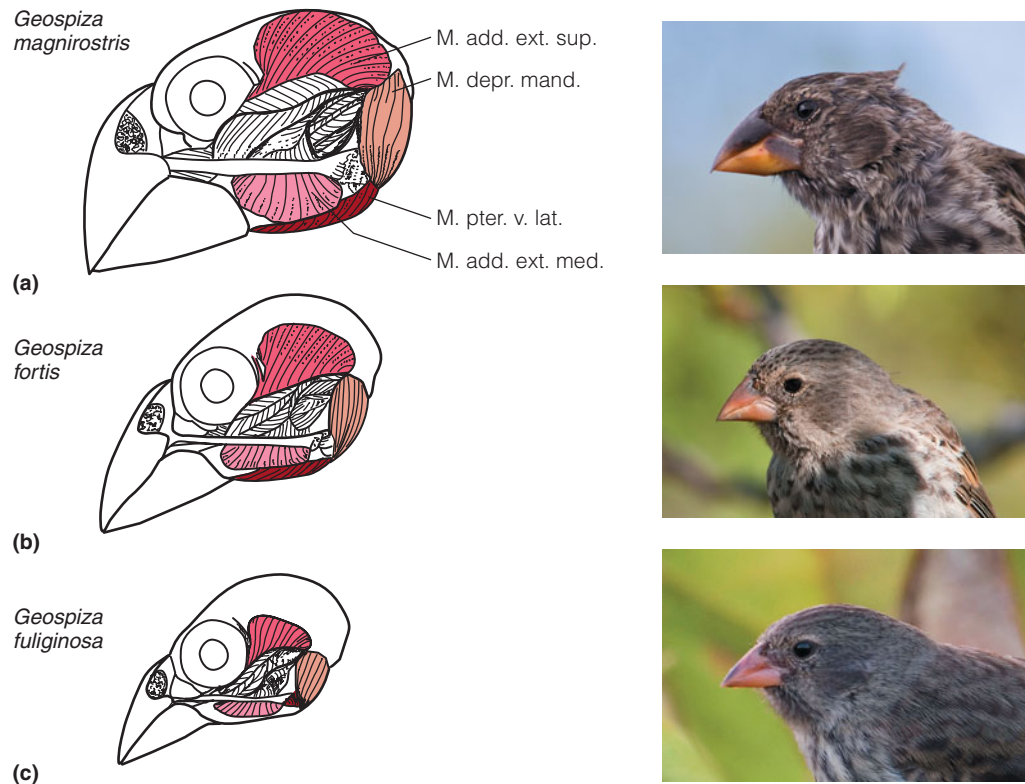 Geospiza
magnirostris
M. add. ext. sup.
M. depr. mand.
M. pter. v. lat.
M. add. ext. med.
(a)
Geospiza
fortis
(b)
Geospiza
fuliginosa
(c)